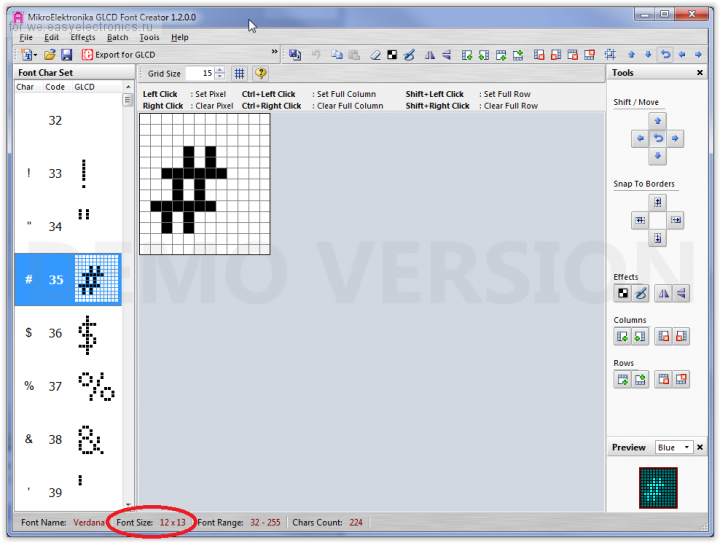 MikroElektronika GLCD Font Creator 1.2.0.0
for we.easyelectronics.ru
File Edit Effects Batch Tools Help
Export for GLCD »
Font Char Set
Grid Size 15
Tools
Char Code GLCD
Left Click : Set Pixel Ctrl+Left Click : Set Full Column Shift+Left Click : Set Full Row
Right Click : Clear Pixel Ctrl+Right Click : Clear Full Column Shift+Right Click : Clear Full Row
32
! 33 !
" 34 "
# 35 #
$ 36 $
% 37 %
& 38 &
' 39 '
Shift / Move
Snap To Borders
Effects
Columns
Rows
DEMO VERSION
Preview Blue
Font Name: Verdana Font Size: 12 x 13 Font Range: 32 - 255 Chars Count: 224